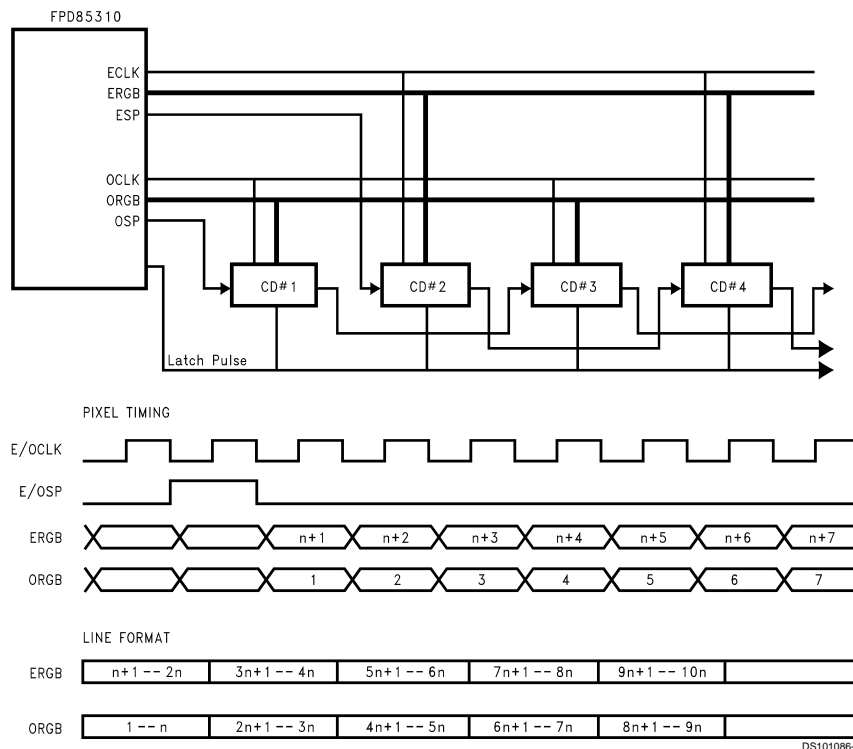 FPD85310
ECLK
ERGB
ESP
OCLK
ORGB
OSP
CD#1 CD#2 CD#3 CD#4
Latch Pulse
PIXEL TIMING
E/OCLK
E/OSP
ERGB n+1 n+2 n+3 n+4 n+5 n+6 n+7
ORGB 1 2 3 4 5 6 7
LINE FORMAT
ERGB n+1 -- 2n 3n+1 -- 4n 5n+1 -- 6n 7n+1 -- 8n 9n+1 -- 10n
ORGB 1 -- n 2n+1 -- 3n 4n+1 -- 5n 6n+1 -- 7n 8n+1 -- 9n